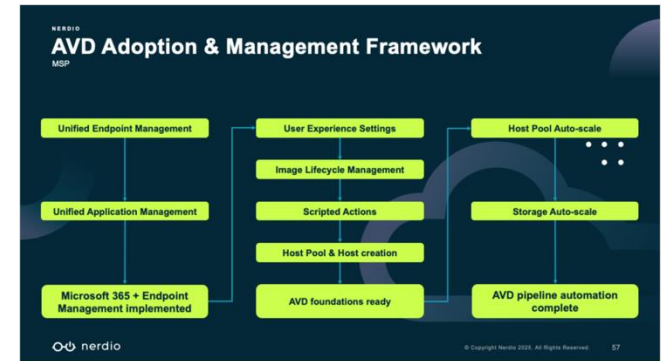 NERDIO
AVD Adoption & Management Framework
MSP
Unified Endpoint Management
Unified Application Management
Microsoft 365 + Endpoint
Management implemented
User Experience Settings
Image Lifecycle Management
Scripted Actions
Host Pool & Host creation
AVD foundations ready
Host Pool Auto-scale
Storage Auto-scale
AVD pipeline automation
complete
nerdio
© Copyright Nerdio 2025. All Rights Reserved.
57